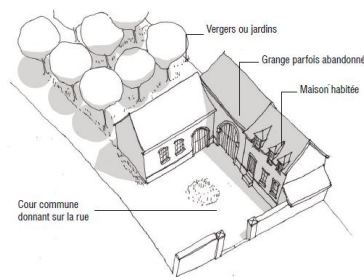 Vergers ou jardins
Grange parfois abandonné
Maison habitée
Cour commune
donnant sur la rue